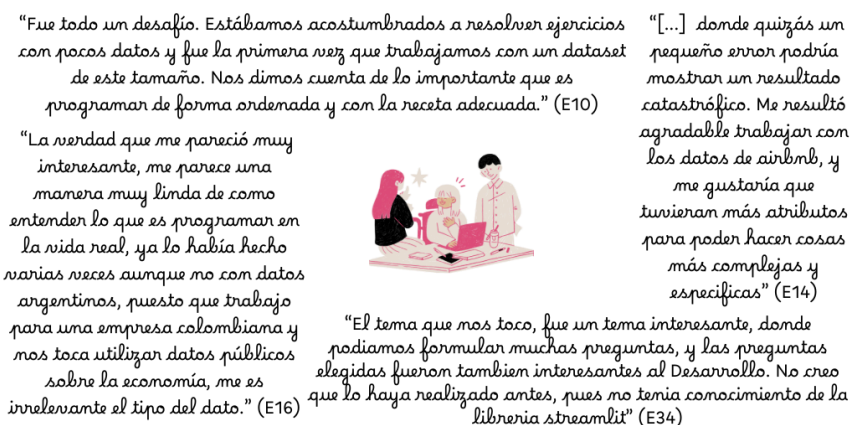 “Fue todo un desafío. Estábamos acostumbrados a resolver ejercicios
con pocos datos y fue la primera vez que trabajamos con un dataset
de este tamaño. Nos dimos cuenta de lo importante que es
programar de forma ordenada y con la receta adecuada.” (E10)
“[...] donde quizás un
pequeño error podría
mostrar un resultado
catastrófico. Me resultó
agradable trabajar con
los datos de airbnb, y
me gustaría que
tuvieran más atributos
para poder hacer cosas
más complejas y
especificas” (E14)
“La verdad que me pareció muy
interesante, me parece una
manera muy linda de como
entender lo que es programar en
la vida real, ya lo había hecho
varias veces aunque no con datos
argentinos, puesto que trabajo
para una empresa colombiana y
nos toca utilizar datos públicos
sobre la economía, me es
irrelevante el tipo del dato.” (E16)
“El tema que nos toco, fue un tema interesante, donde
podiamos formular muchas preguntas, y las preguntas
elegidas fueron tambien interesantes al Desarrollo. No creo
que lo haya realizado antes, pues no tenia conocimiento de la
libreria streamlit” (E34)